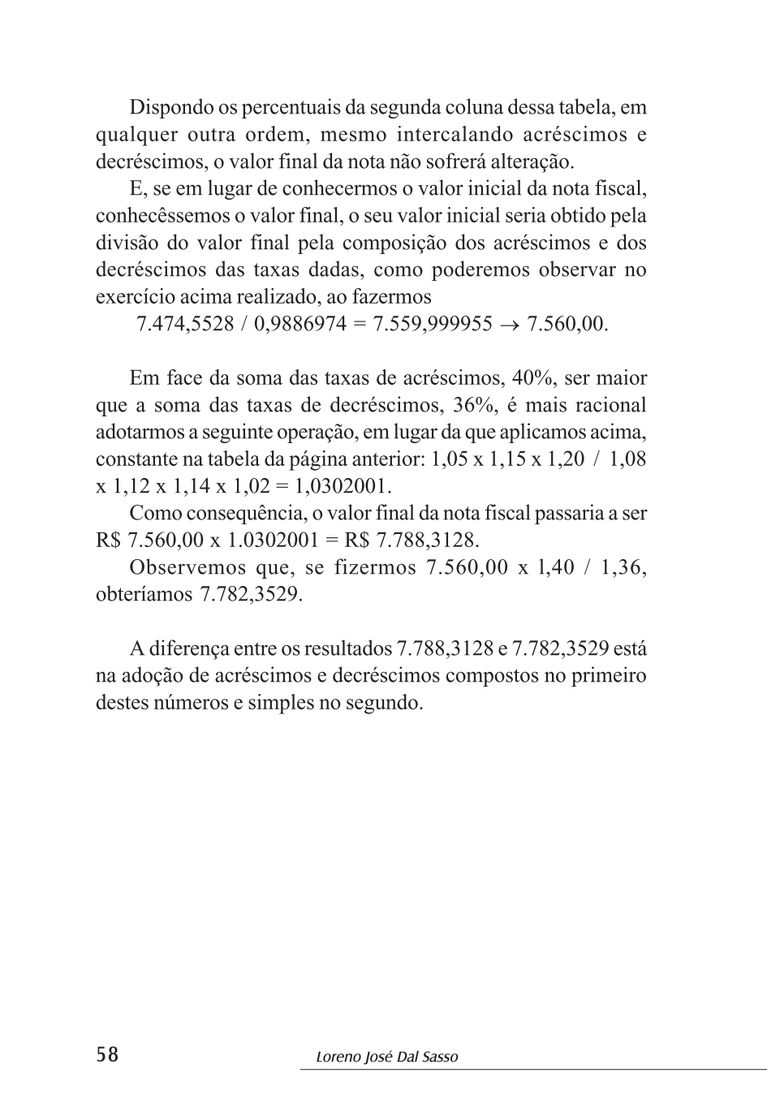 Dispondo os percentuais da segunda coluna dessa tabela, em
qualquer outra ordem, mesmo intercalando acréscimos e
decréscimos, o valor final da nota não sofrerá alteração.
E, se em lugar de conhecermos o valor inicial da nota fiscal,
conhecêssemos o valor final, o seu valor inicial seria obtido pela
divisão do valor final pela composição dos acréscimos e dos
decréscimos das taxas dadas, como poderemos observar no
exercício acima realizado, ao fazermos
7.474,5528 / 0,9886974 = 7.559,999955 → 7.560,00.
Em face da soma das taxas de acréscimos, 40%, ser maior
que a soma das taxas de decréscimos, 36%, é mais racional
adotarmos a seguinte operação, em lugar da que aplicamos acima,
constante na tabela da página anterior: 1,05 x 1,15 x 1,20 / 1,08
x 1,12 x 1,14 x 1,02 = 1,0302001.
Como consequência, o valor final da nota fiscal passaria a ser
R$ 7.560,00 x 1.0302001 = R$ 7.788,3128.
Observemos que, se fizermos 7.560,00 x l,40 / 1,36,
obteríamos 7.782,3529.
A diferença entre os resultados 7.788,3128 e 7.782,3529 está
na adoção de acréscimos e decréscimos compostos no primeiro
destes números e simples no segundo.
58 Loreno José Dal Sasso